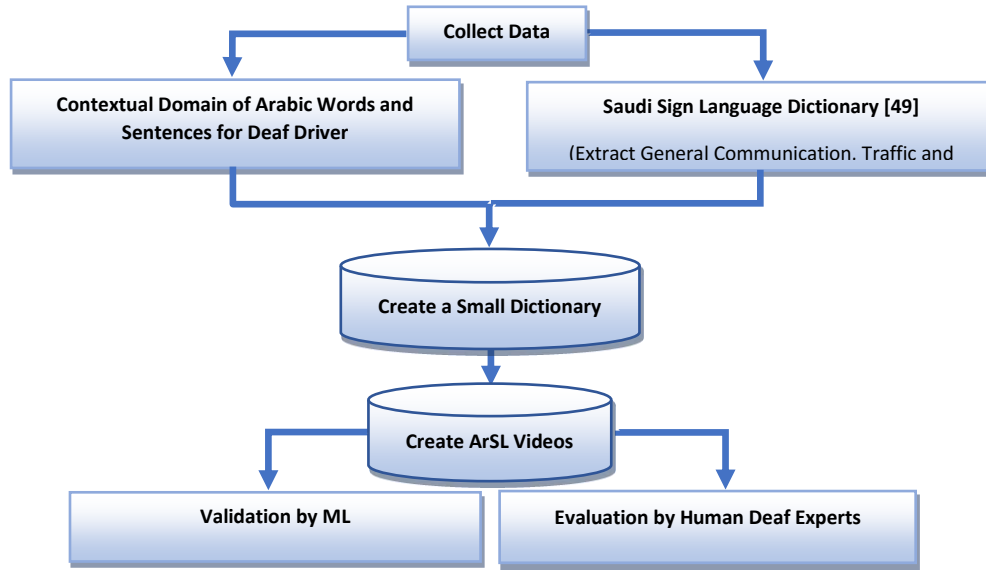 Collect Data
Contextual Domain of Arabic Words and
Sentences for Deaf Driver
Saudi Sign Language Dictionary [49]
(Extract General Communication, Traffic and
Create a Small Dictionary
Create ArSL Videos
Validation by ML
Evaluation by Human Deaf Experts